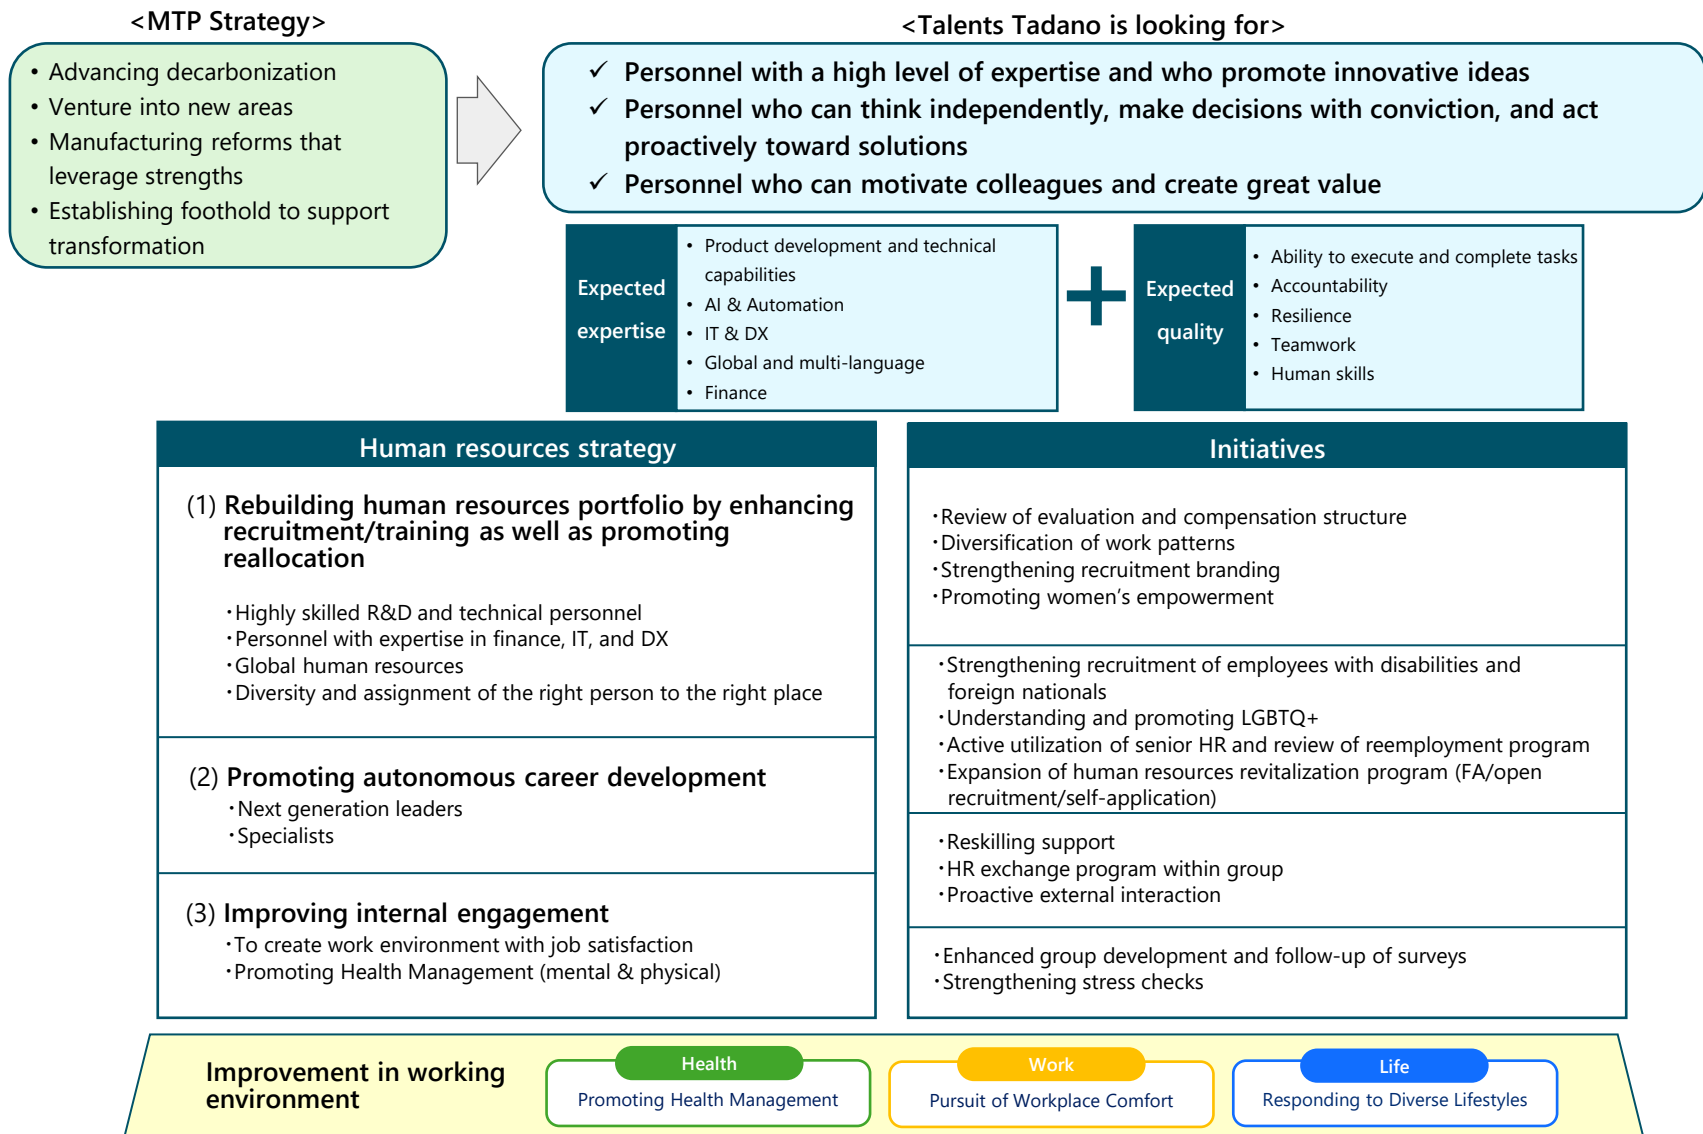 <MTP Strategy>
• Advancing decarbonization
• Venture into new areas
• Manufacturing reforms that
leverage strengths
• Establishing foothold to support
transformation
<Talents Tadano is looking for>
✓ Personnel with a high level of expertise and who promote innovative ideas
✓ Personnel who can think independently, make decisions with conviction, and act
proactively toward solutions
✓ Personnel who can motivate colleagues and create great value
Expected
expertise
• Product development and technical
capabilities
• AI & Automation
• IT & DX
• Global and multi-language
• Finance
+
Expected
quality
• Ability to execute and complete tasks
• Accountability
• Resilience
• Teamwork
• Human skills
Human resources strategy
(1) Rebuilding human resources portfolio by enhancing
recruitment/training as well as promoting
reallocation
・Highly skilled R&D and technical personnel
・Personnel with expertise in finance, IT, and DX
・Global human resources
・Diversity and assignment of the right person to the right place
(2) Promoting autonomous career development
・Next generation leaders
・Specialists
(3) Improving internal engagement
・To create work environment with job satisfaction
・Promoting Health Management (mental & physical)
Initiatives
・Review of evaluation and compensation structure
・Diversification of work patterns
・Strengthening recruitment branding
・Promoting women's empowerment
・Strengthening recruitment of employees with disabilities and
foreign nationals
・Understanding and promoting LGBTQ+
・Active utilization of senior HR and review of reemployment program
・Expansion of human resources revitalization program (FA/open
recruitment/self-application)
・Reskilling support
・HR exchange program within group
・Proactive external interaction
・Enhanced group development and follow-up of surveys
・Strengthening stress checks
Improvement in working
environment
Health
Promoting Health Management
Work
Pursuit of Workplace Comfort
Life
Responding to Diverse Lifestyles